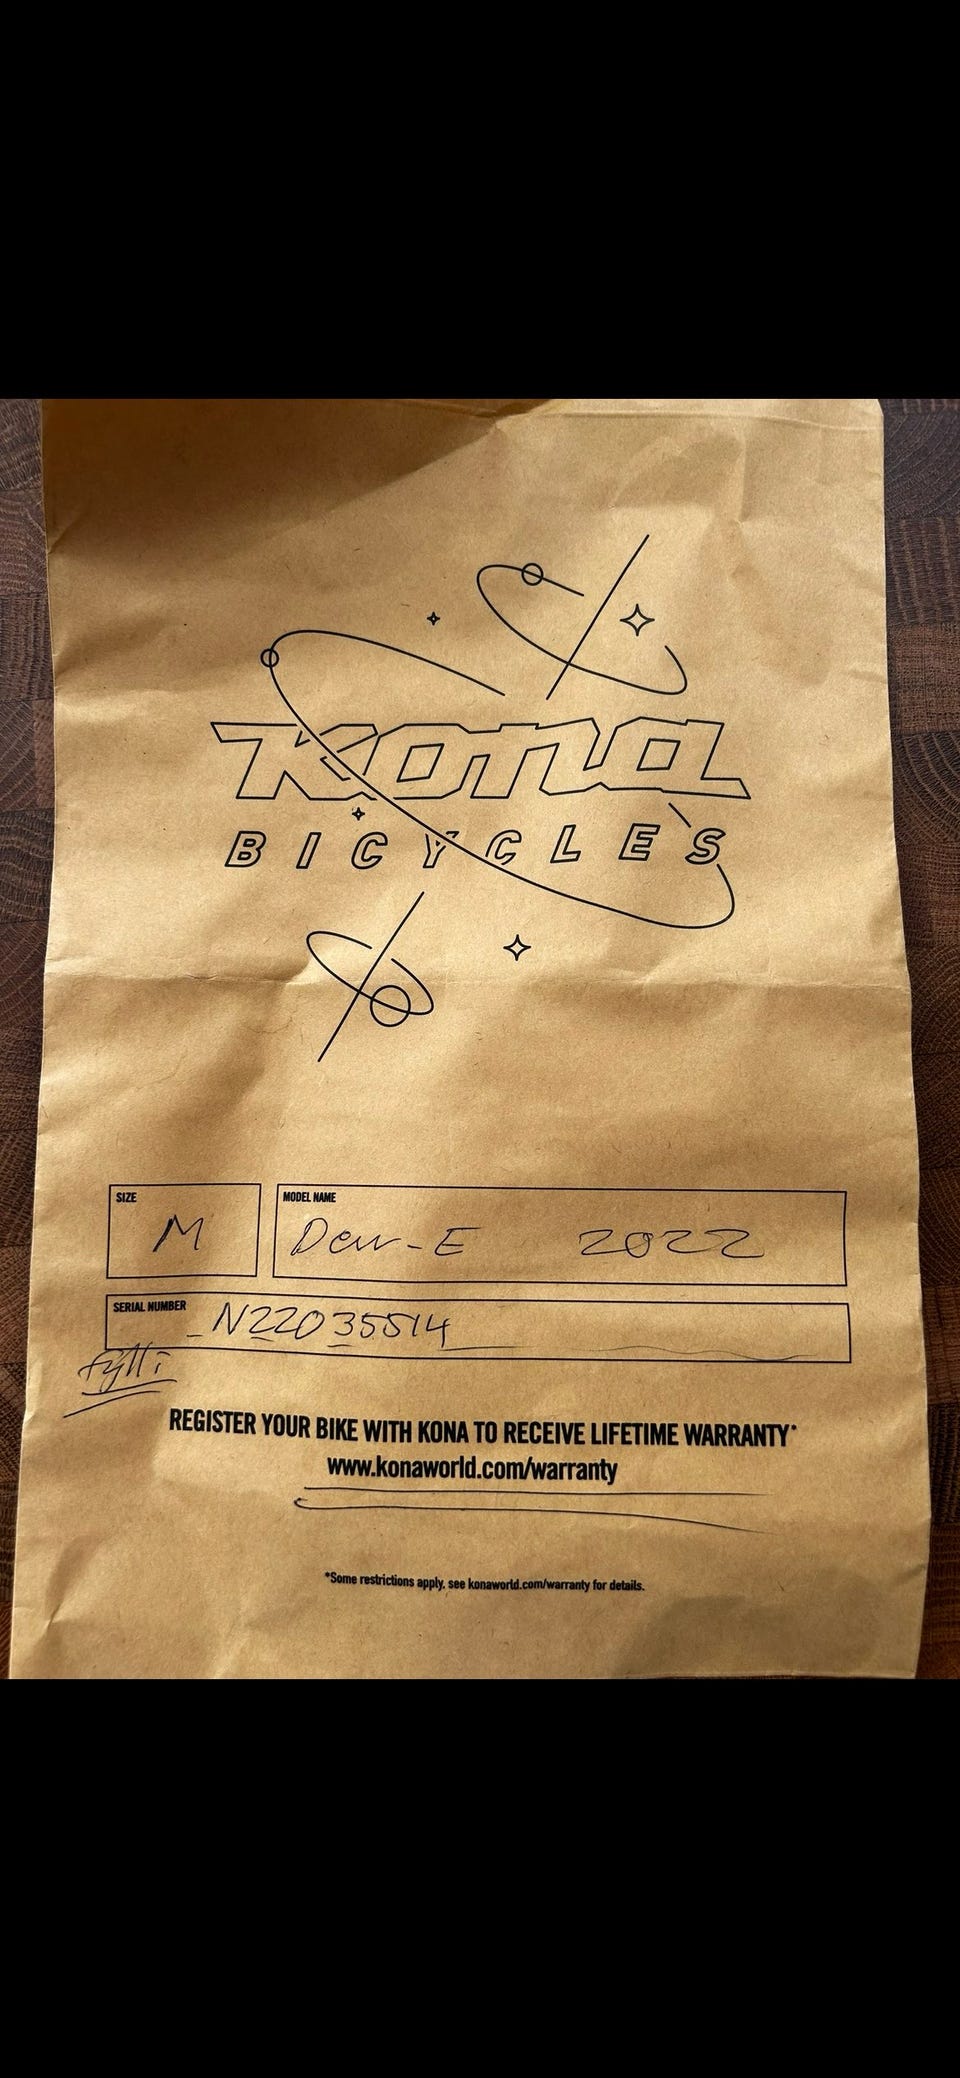 Kona
BICYCLES
SIZE
M
MODEL NAME
Dew-E 2022
SERIAL NUMBER
N22035514
REGISTER YOUR BIKE WITH KONA TO RECEIVE LIFETIME WARRANTY*
www.konaworld.com/warranty
*Some restrictions apply, see konaworld.com/warranty for details.